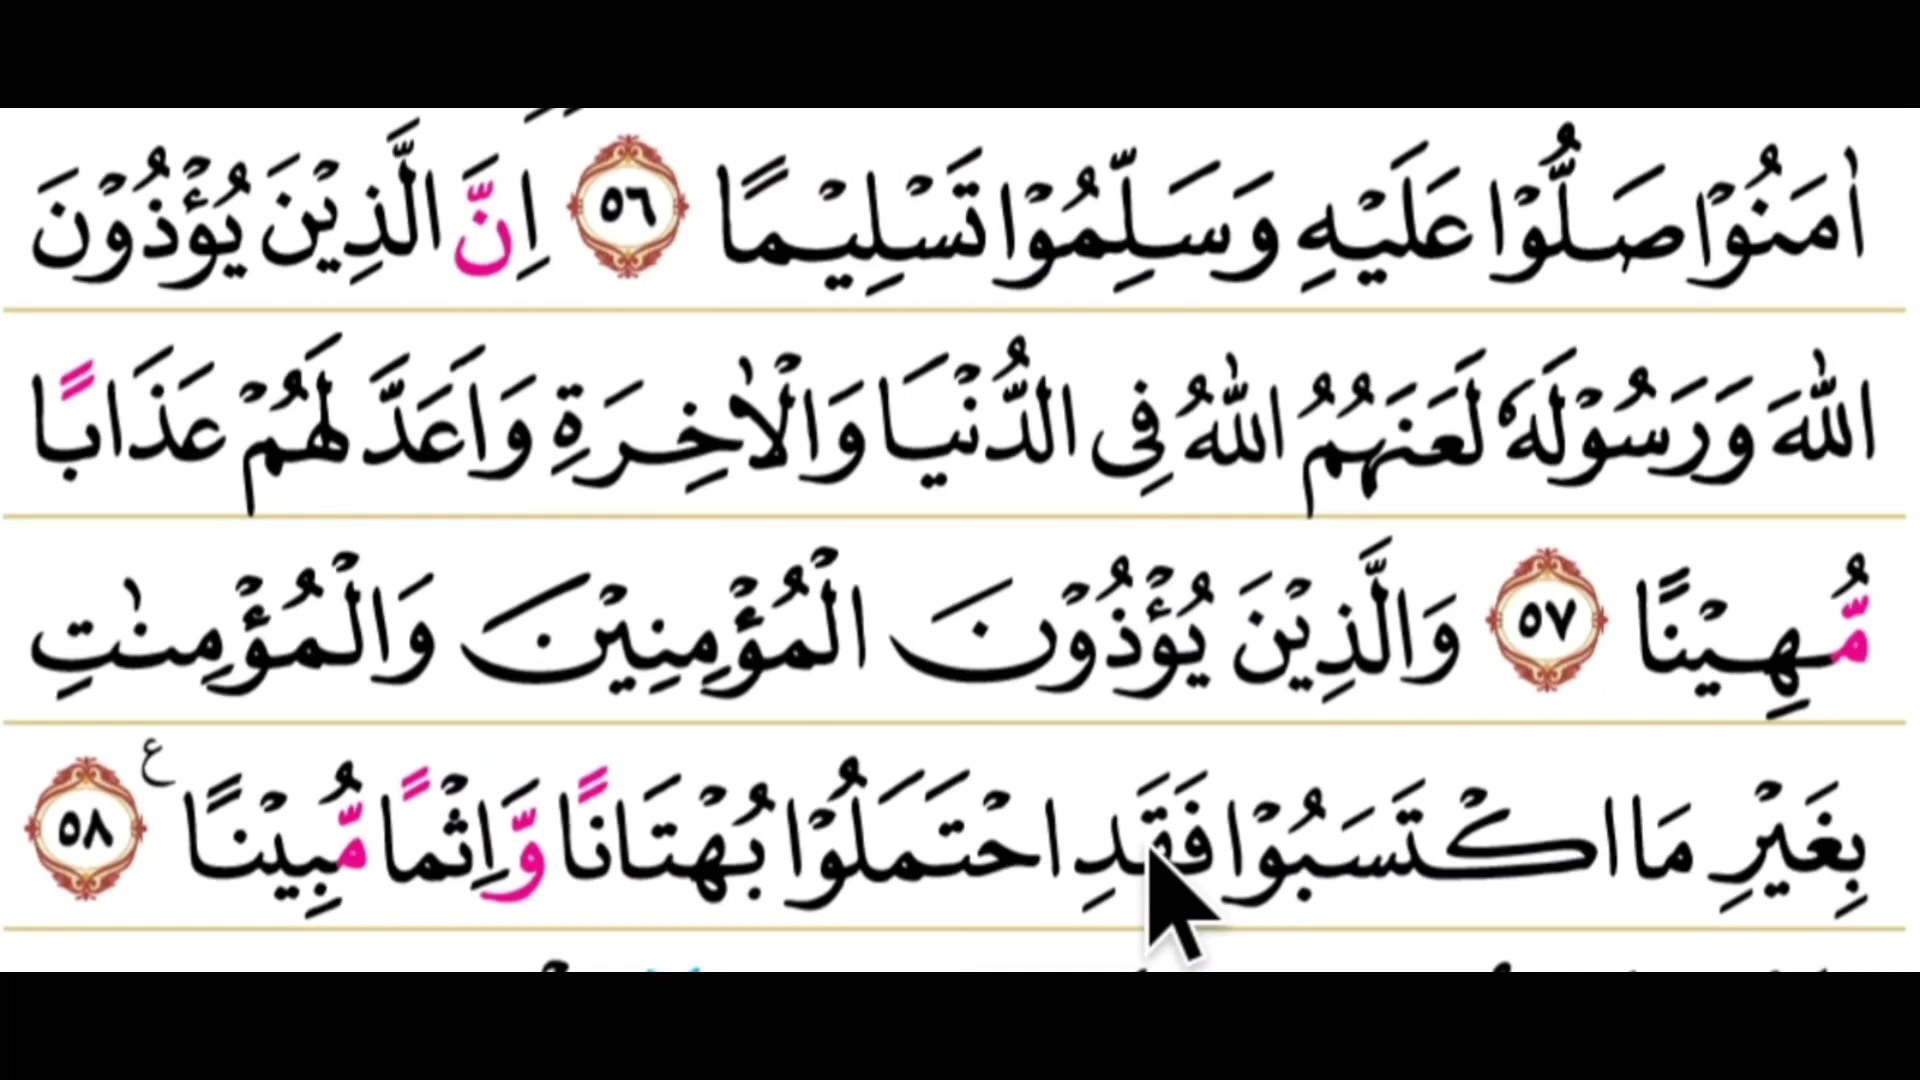 اٰمَنُوْا صَلُّوْا عَلَيْهِ وَسَلِّمُوْا تَسْلِيْمًا ٥٦ اِنَّ الَّذِيْنَ يُؤْذُوْنَ
اللّٰهَ وَرَسُوْلَهٗ لَعَنَهُمُ اللّٰهُ فِى الدُّنْيَا وَالْاٰخِرَةِ وَاَعَدَّ لَهُمْ عَذَابًا
مُّهِيْنًا ٥٧ وَالَّذِيْنَ يُؤْذُوْنَ الْمُؤْمِنِيْنَ وَالْمُؤْمِنٰتِ
بِغَيْرِ مَا اكْتَسَبُوْا فَقَدِ احْتَمَلُوْا بُهْتَانًا وَّاِثْمًا مُّبِيْنًا ع ٥٨